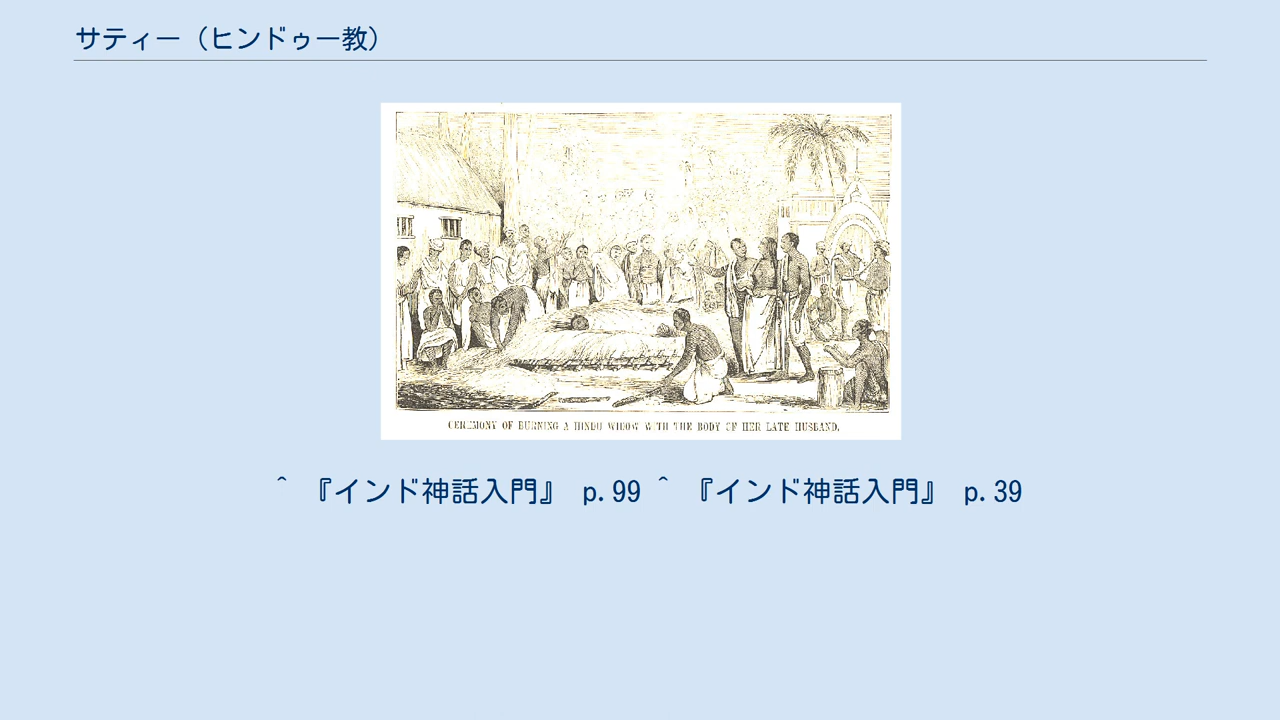 サティー（ヒンドゥー教）
CEREMONY OF BURNING A HINDU WIDOW WITH THE BODY OF HER LATE HUSBAND.
^ 『インド神話入門』 p.99 ^ 『インド神話入門』 p.39